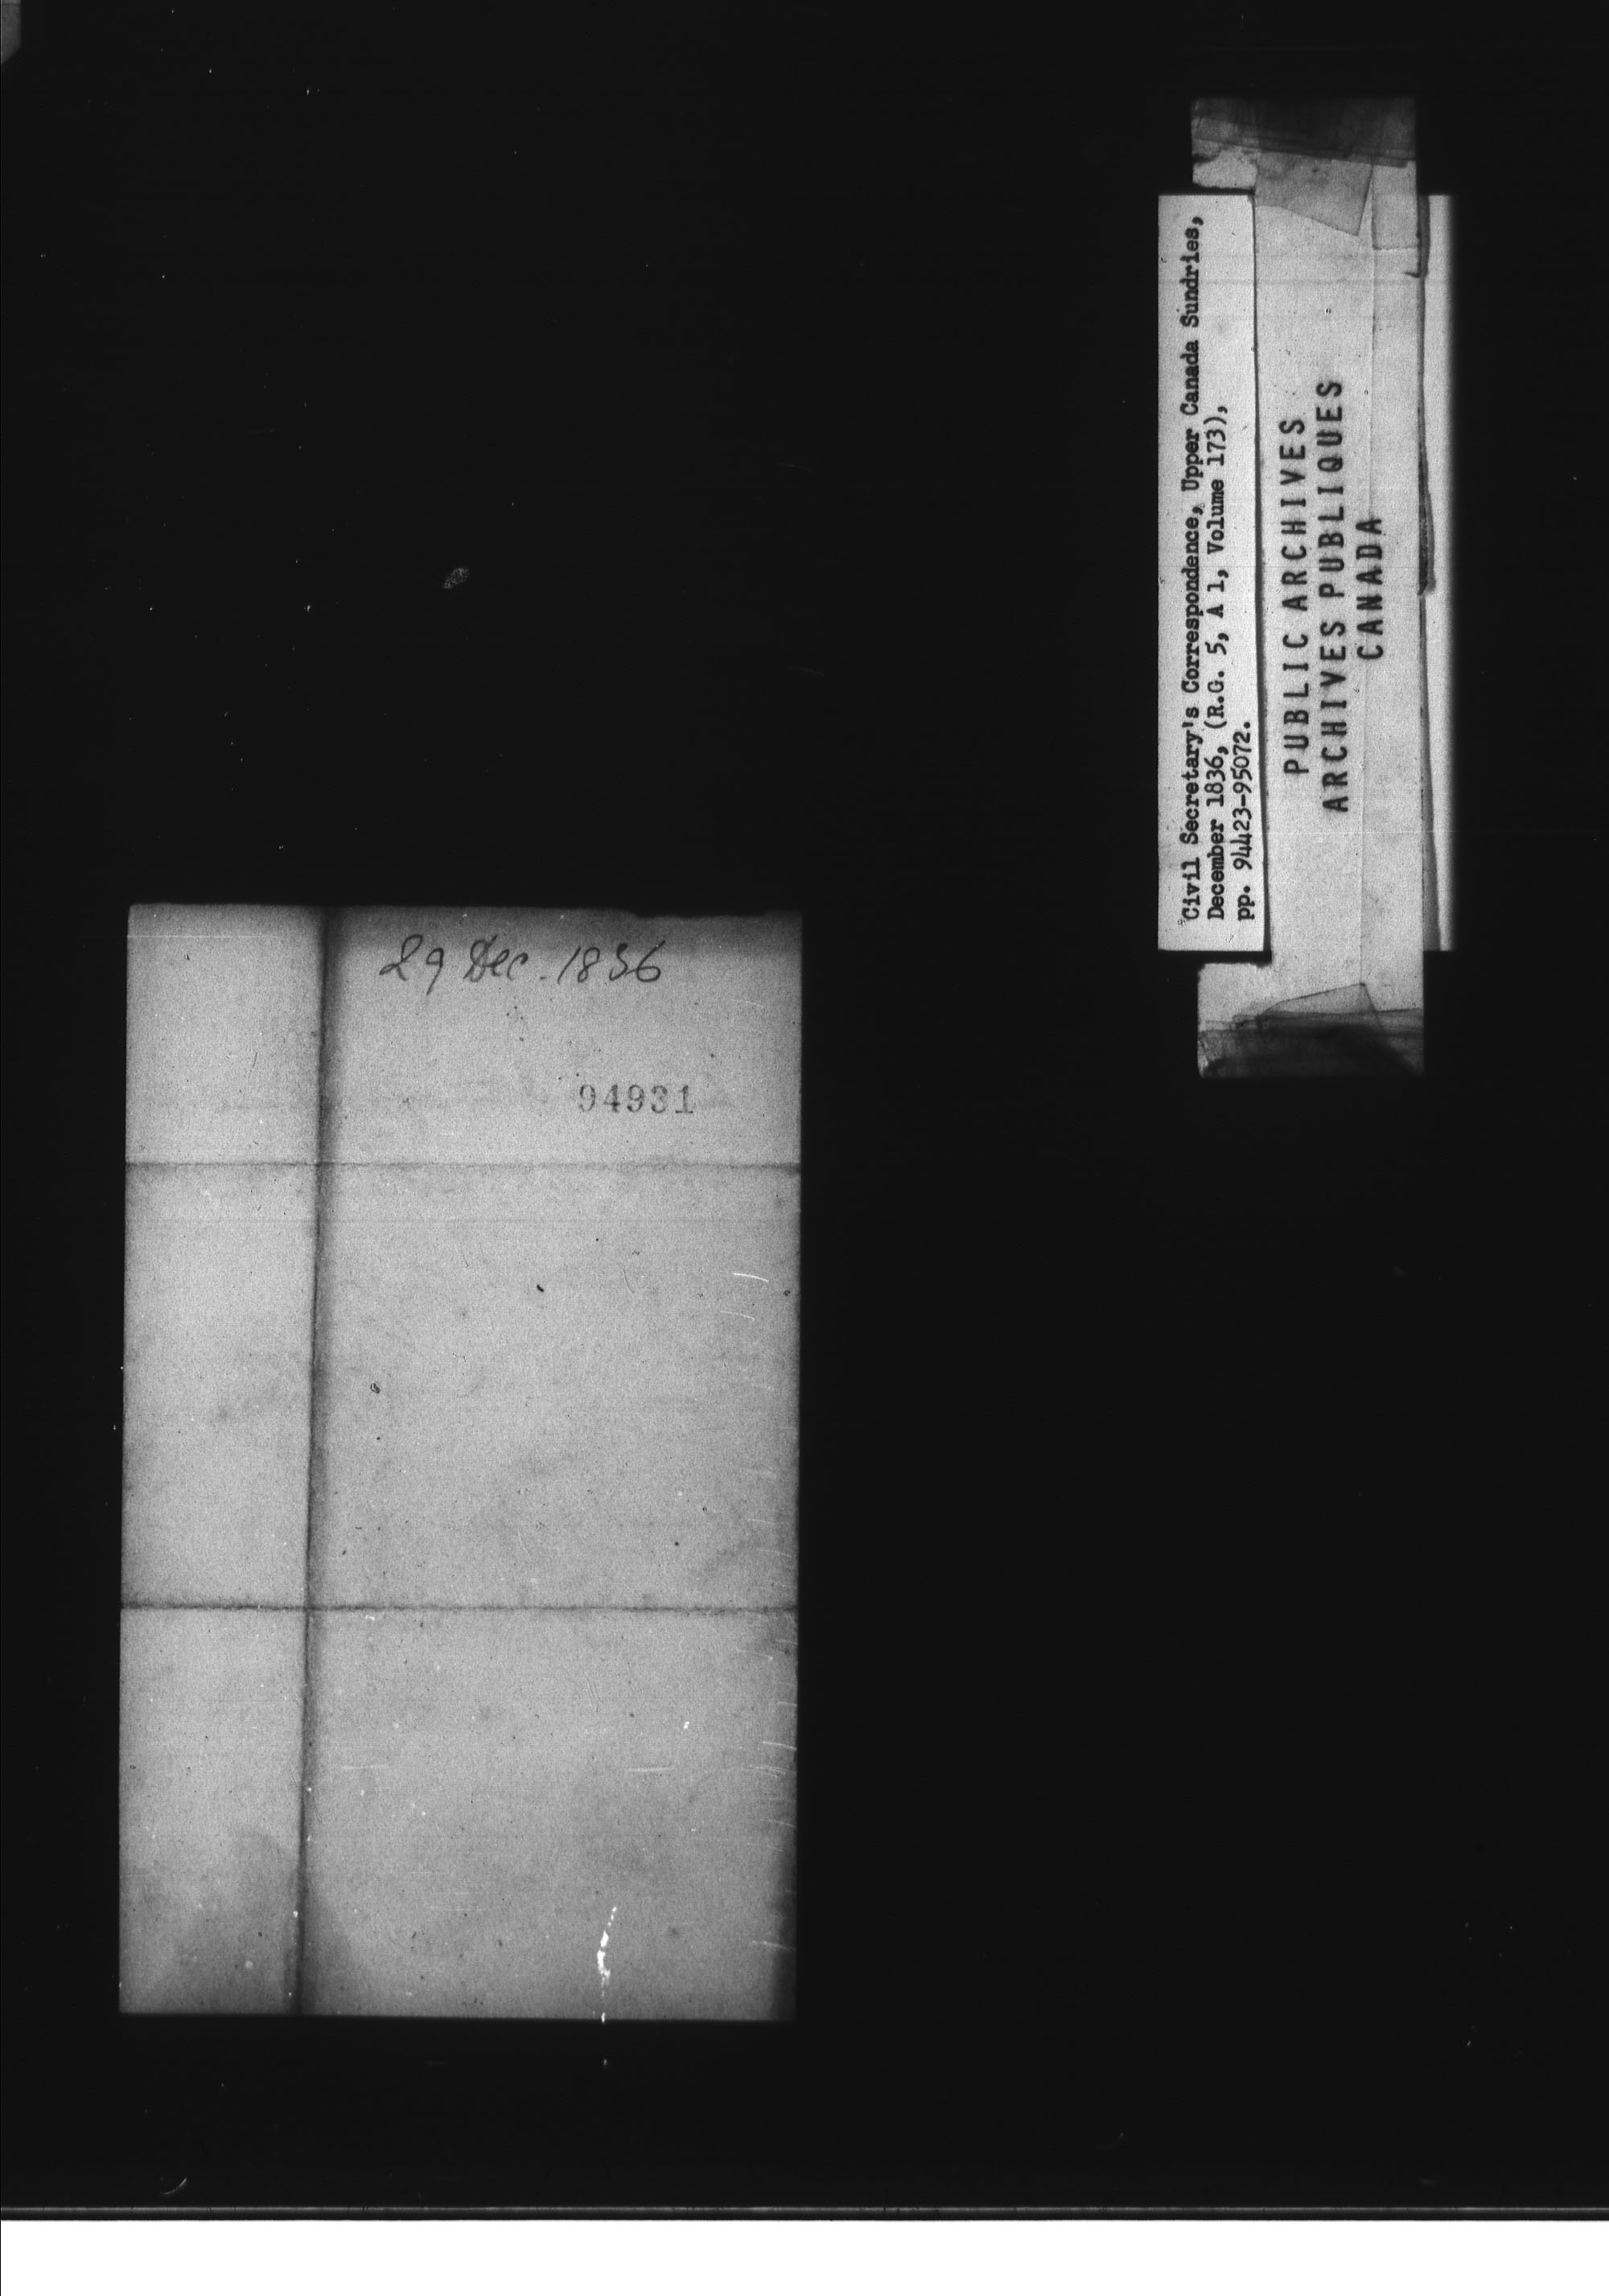 29 Dec. 1836
94931
Civil Secretary's Correspondence, Upper Canada Sundries,
December 1836, (R.G. 5, A 1, Volume 173),
pp. 94423-95072.
PUBLIC ARCHIVES
ARCHIVES PUBLIQUES
CANADA